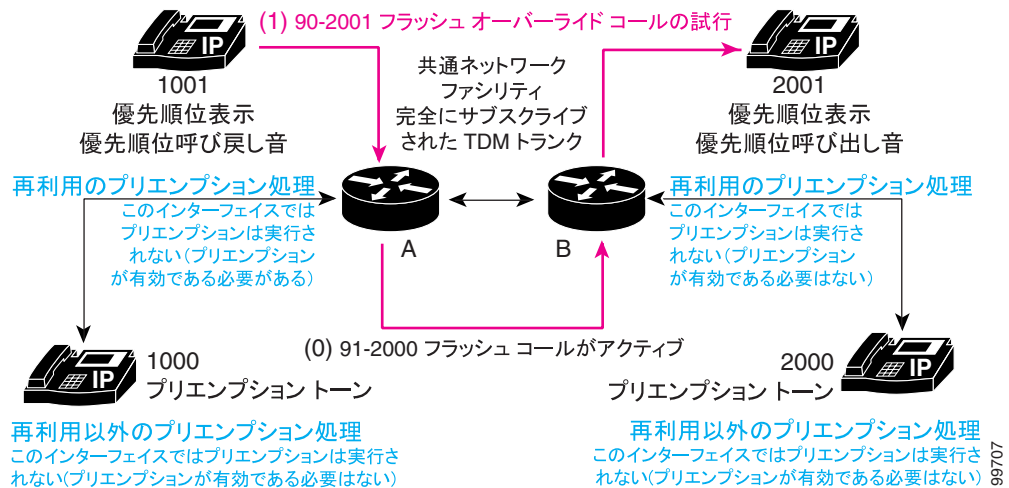 (1) 90-2001 フラッシュ オーバーライド コールの試行
IP
1001
優先順位表示
優先順位呼び戻し音
共通ネットワーク
ファシリティ
完全にサブスクライブ
された TDM トランク
IP
2001
優先順位表示
優先順位呼び出し音
再利用のプリエンプション処理
このインターフェイスでは
プリエンプションは実行さ
れない（プリエンプション
が有効である必要がある）
A
B
再利用のプリエンプション処理
このインターフェイスでは
プリエンプションは実行さ
れない（プリエンプション
が有効である必要はない）
(0) 91-2000 フラッシュ コールがアクティブ
IP
1000
プリエンプション トーン
2000
プリエンプション トーン
IP
再利用以外のプリエンプション処理
このインターフェイスではプリエンプションは実行さ
れない(プリエンプションが有効である必要はない)
再利用以外のプリエンプション処理
このインターフェイスではプリエンプションは実行さ
れない(プリエンプションが有効である必要はない)
99707